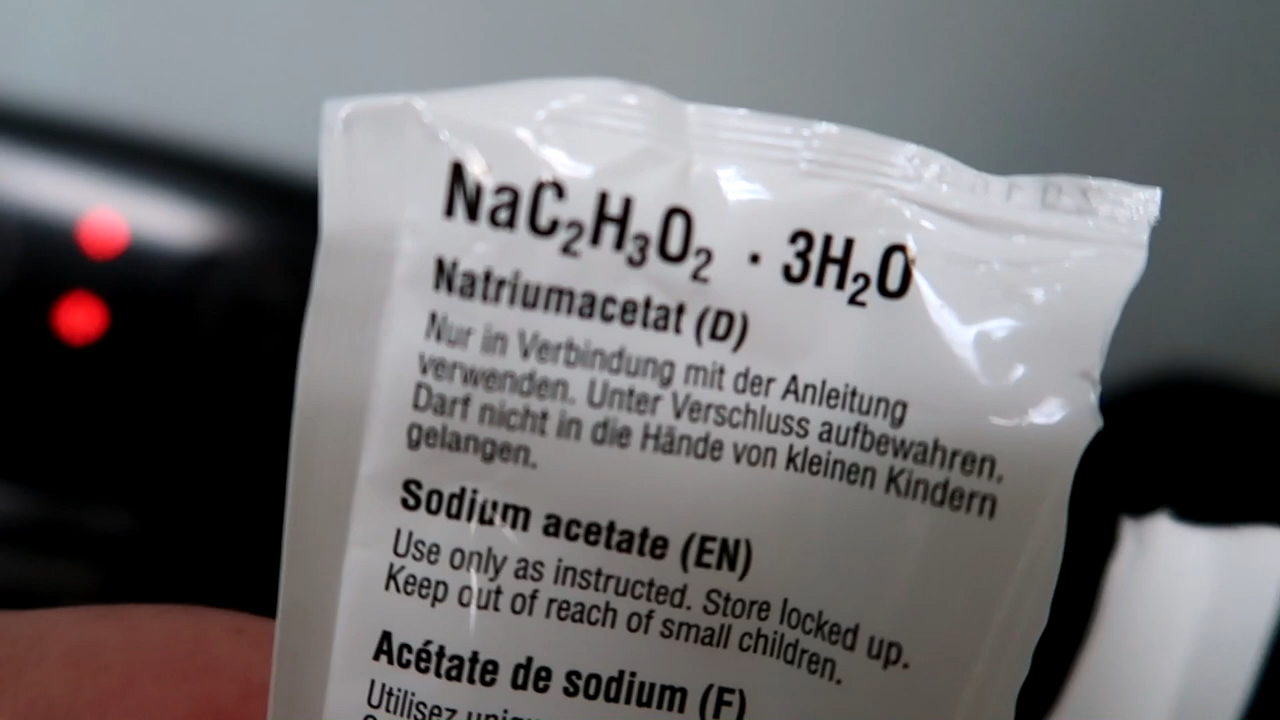 NaC₂H₃O₂ · 3H₂O
Natriumacetat (D)
Nur in Verbindung mit der Anleitung
verwenden. Unter Verschluss aufbewahren.
Darf nicht in die Hände von kleinen Kindern
gelangen.
Sodium acetate (EN)
Use only as instructed. Store locked up.
Keep out of reach of small children.
Acétate de sodium (F)
Utilisez